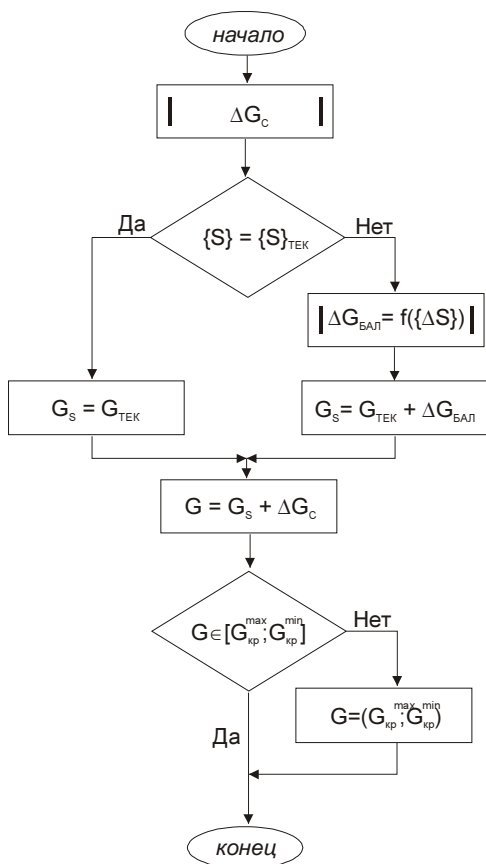 начало
ΔG_C
{S} = {S}_ТЕК
Да
Нет
ΔG_БАЛ = f({ΔS})
G_S = G_ТЕК
G_S = G_ТЕК + ΔG_БАЛ
G = G_S + ΔG_C
G∈[G_кр^max;G_кр^min]
Нет
G=(G_кр^max;G_кр^min)
Да
конец